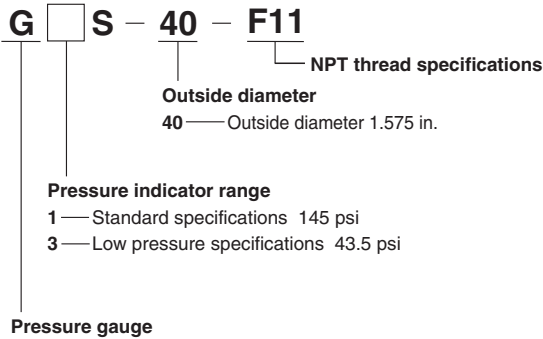 G □ S – 40 – F11
NPT thread specifications
Outside diameter
40 — Outside diameter 1.575 in.
Pressure indicator range
1 — Standard specifications 145 psi
3 — Low pressure specifications 43.5 psi
Pressure gauge